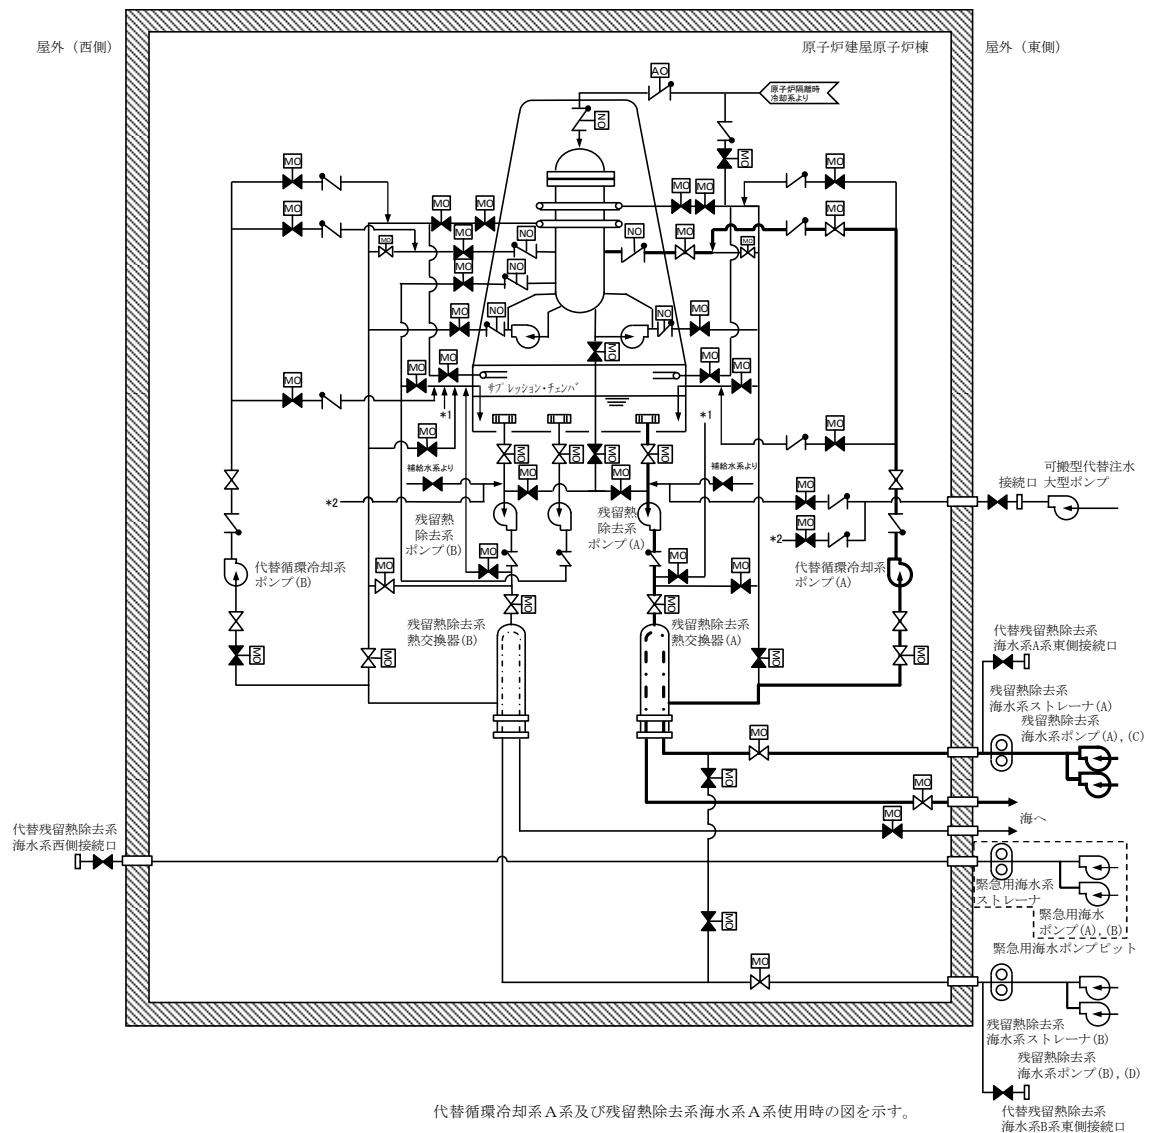 屋外（西側）
原子炉建屋原子炉棟
屋外（東側）
AO
原子炉隔離時
冷却系より
NO
MO
MO
MO
MO
MO
MO
MO
MO
MO
MO
MO
MO
NO
NO
MO
MO
MO
MO
NO
MO
NO
NO
MO
MO
MO
MO
MO
MO
MO
MO
サプレッション・チェンバ
*1
*1
MO
MO
MO
MO
MO
MO
補給水系より
MO
MO
補給水系より
*2
MO
*2
MO
接続口
可搬型代替注水
大型ポンプ
残留熱
除去系
ポンプ(B)
残留熱
除去系
ポンプ(A)
代替循環冷却系
ポンプ(B)
代替循環冷却系
ポンプ(A)
MO
MO
MO
MO
MO
MO
残留熱除去系
熱交換器(B)
残留熱除去系
熱交換器(A)
MO
MO
MO
MO
代替残留熱除去系
海水系A系東側接続口
残留熱除去系
海水系ストレーナ(A)
残留熱除去系
海水系ポンプ(A),(C)
MO
MO
MO
MO
海へ
代替残留熱除去系
海水系西側接続口
緊急用海水系
ストレーナ
緊急用海水
ポンプ(A),(B)
緊急用海水ポンプピット
MO
MO
残留熱除去系
海水系ストレーナ(B)
残留熱除去系
海水系ポンプ(B),(D)
代替残留熱除去系
海水系B系東側接続口
代替循環冷却系Ａ系及び残留熱除去系海水系Ａ系使用時の図を示す。